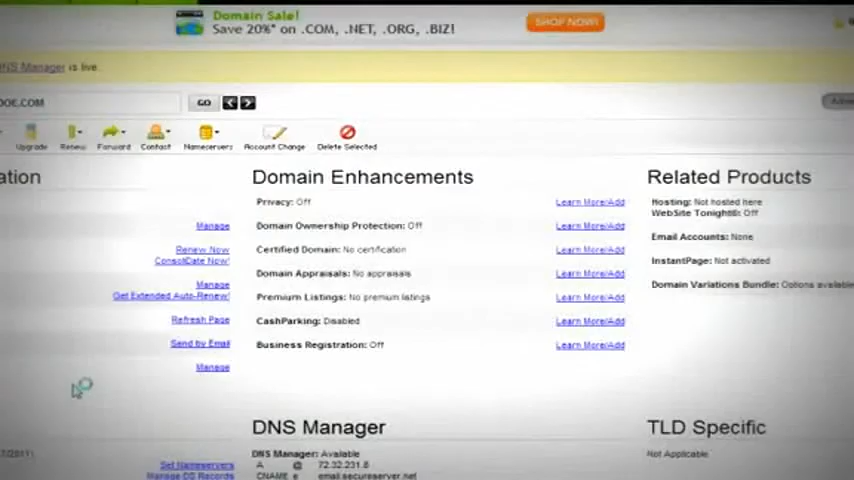 Domain Sale!
Save 20%* on .COM, .NET, .ORG, .BIZ!
SHOP NOW!
DNS Manager is live
DOE.COM
GO
Upgrade Renew Forward Contact Nameservers Account Change Delete Selected
ation
Manage
Renew Now
ConsoliDate Now!
Manage
Get Extended Auto-Renew!
Refresh Page
Send by Email
Manage
7/2011)
Set Nameservers
Manage DS Records
Domain Enhancements
Privacy: Off Learn More/Add
Domain Ownership Protection: Off Learn More/Add
Certified Domain: No certification Learn More/Add
Domain Appraisals: No appraisals Learn More/Add
Premium Listings: No premium listings Learn More/Add
CashParking: Disabled Learn More/Add
Business Registration: Off Learn More/Add
DNS Manager
DNS Manager: Available
A @ 72.32.231.8
CNAME e email.secureserver.net
Related Products
Hosting: Not hosted here
WebSite Tonight®: Off
Email Accounts: None
InstantPage: Not activated
Domain Variations Bundle: Options available
TLD Specific
Not Applicable